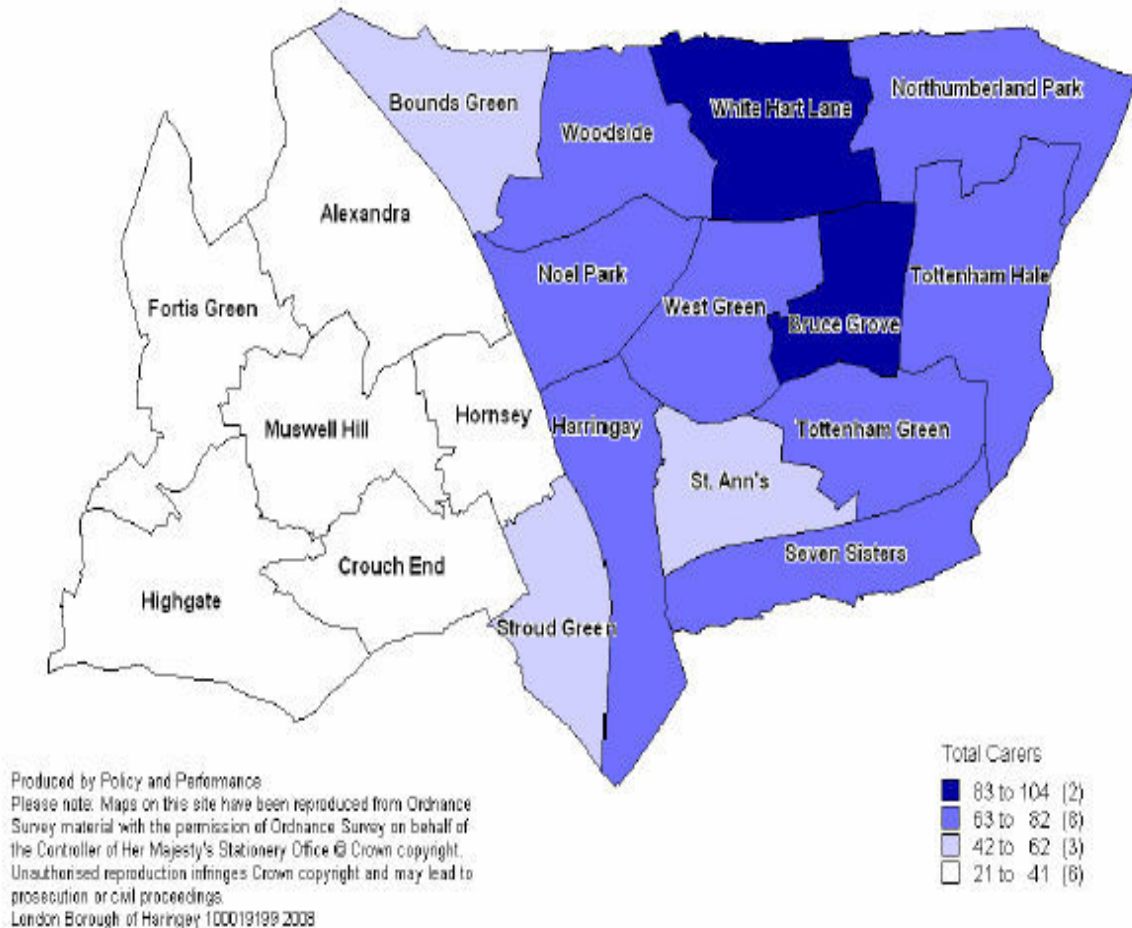 Bounds Green
Woodside
White Hart Lane
Northumberland Park
Alexandra
Fortis Green
Noel Park
West Green
Bruce Grove
Tottenham Hale
Muswell Hill
Hornsey
Harringay
Tottenham Green
St. Ann's
Seven Sisters
Crouch End
Highgate
Stroud Green
Total Carers
83 to 104 (2)
63 to 82 (8)
42 to 62 (3)
21 to 41 (6)
Produced by Policy and Performance
Please note: Maps on this site have been reproduced from Ordnance
Survey material with the permission of Ordnance Survey on behalf of
the Controller of Her Majesty's Stationery Office © Crown copyright.
Unauthorised reproduction infringes Crown copyright and may lead to
prosecution or civil proceedings.
London Borough of Haringey 100019199 2008